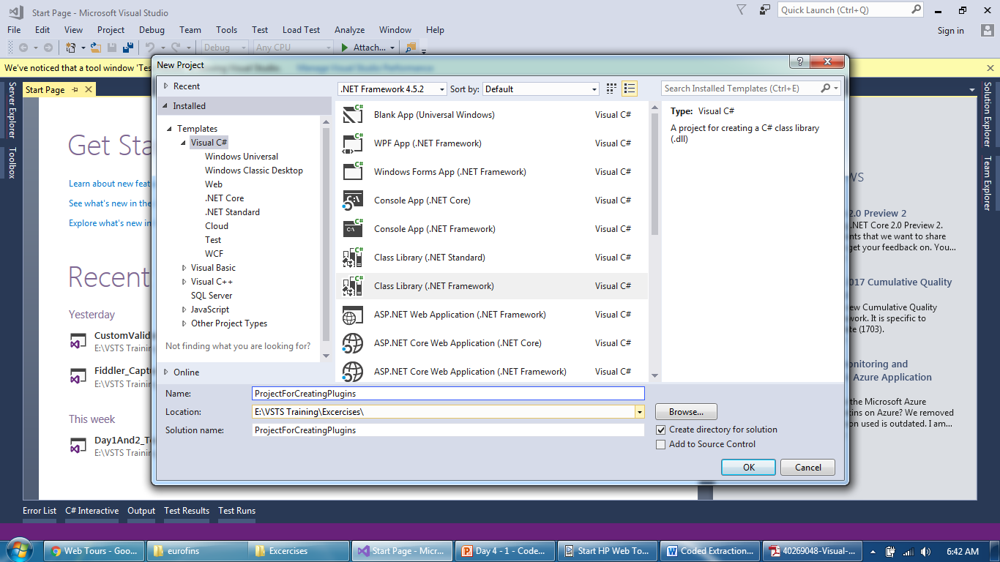 Start Page - Microsoft Visual Studio
Quick Launch (Ctrl+Q)
File Edit View Project Debug Team Tools Test Load Test Analyze Window Help
Sign in
Debug Any CPU Attach...
We've noticed that a tool window 'Tes
Visual Studio Manage Visual Studio Performance
Server Explorer
Toolbox
Solution Explorer
Team Explorer
Start Page
Get Sta
Learn about new feat
See what's new in the
Explore what's new in
Recent
Yesterday
CustomValid
E:\VSTS Trainin
Fiddler_Captu
E:\VSTS Trainin
This week
Day1And2_Te
E:\VSTS Trainin
New Project
Recent
Installed
Templates
Visual C#
Windows Universal
Windows Classic Desktop
Web
.NET Core
.NET Standard
Cloud
Test
WCF
Visual Basic
Visual C++
SQL Server
JavaScript
Other Project Types
Not finding what you are looking for?
Online
.NET Framework 4.5.2 Sort by: Default
Search Installed Templates (Ctrl+E)
Blank App (Universal Windows) Visual C#
WPF App (.NET Framework) Visual C#
Windows Forms App (.NET Framework) Visual C#
Console App (.NET Core) Visual C#
Console App (.NET Framework) Visual C#
Class Library (.NET Standard) Visual C#
Class Library (.NET Framework) Visual C#
ASP.NET Web Application (.NET Framework) Visual C#
ASP.NET Core Web Application (.NET Core) Visual C#
ASP.NET Core Web Application (.NET Framework) Visual C#
Type: Visual C#
A project for creating a C# class library
(.dll)
Name: ProjectForCreatingPlugins
Location: E:\VSTS Training\Excercises\
Browse...
Solution name: ProjectForCreatingPlugins
Create directory for solution
Add to Source Control
OK Cancel
ws
2.0 Preview 2
.NET Core 2.0 Preview 2.
nts that we want to share
get your feedback on. You...
017 Cumulative Quality
ew Cumulative Quality
work. It is specific to
te (1703).
onitoring and
Azure Application
the Microsoft Azure
ins on Azure? We removed
on used is outdated. I am...
Error List C# Interactive Output Test Results Test Runs
Web Tours - Goo...
eurofins
Excercises
Start Page - Micr...
Day 4 - 1 - Code...
Start HP Web To...
Coded Extraction...
40269048-Visual-...
6:42 AM